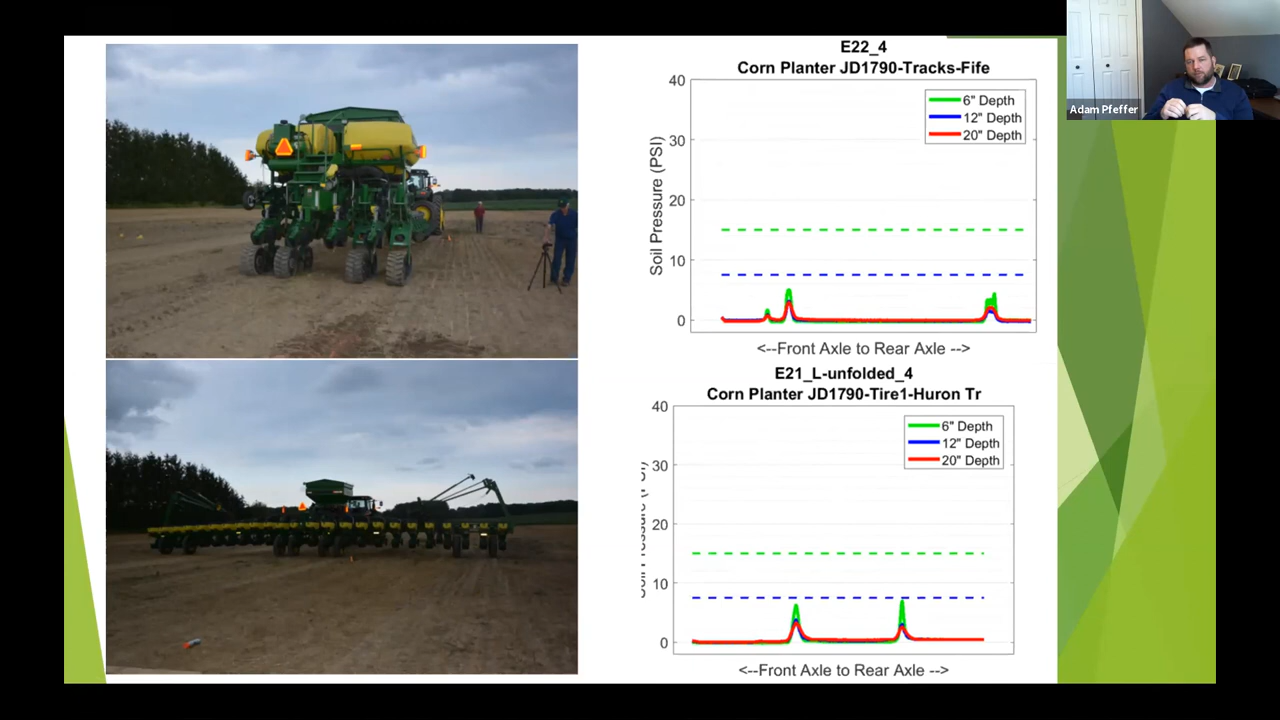 E22_4
Corn Planter JD1790-Tracks-Fife
40
30
20
10
0
Soil Pressure (PSI)
6" Depth
12" Depth
20" Depth
<--Front Axle to Rear Axle -->
E21_L-unfolded_4
Corn Planter JD1790-Tire1-Huron Tr
40
30
20
10
0
6" Depth
12" Depth
20" Depth
<--Front Axle to Rear Axle -->
Adam Pfeffer